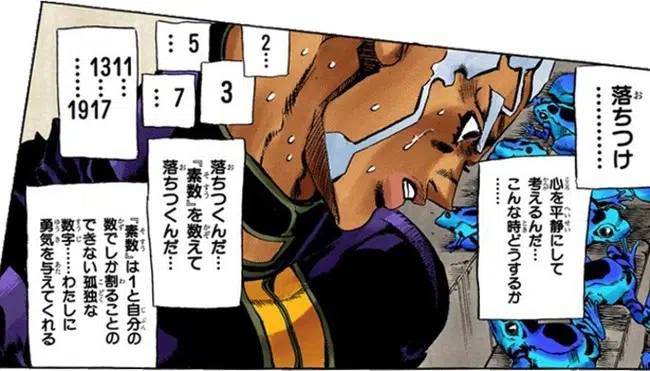 落ちつけ
…………
心を平静にして
考えるんだ…
こんな時どうするか
………
2…
3
…5
…7
落ちつくんだ…
『素数』を数えて
落ちつくんだ…
11
13
……
17
19
『素数』は1と自分の
数でしか割ることの
できない孤独な
数字……わたしに
勇気を与えてくれる